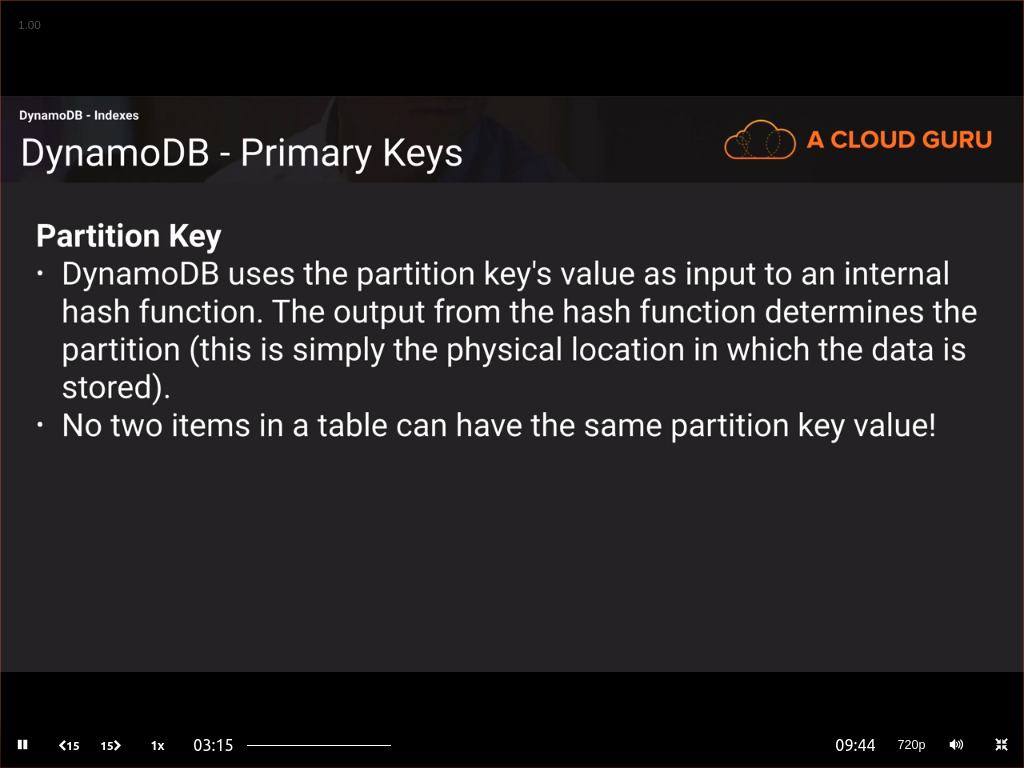 1.00
DynamoDB - Indexes
DynamoDB - Primary Keys
A CLOUD GURU
Partition Key
• DynamoDB uses the partition key's value as input to an internal
hash function. The output from the hash function determines the
partition (this is simply the physical location in which the data is
stored).
• No two items in a table can have the same partition key value!
15 15 1x 03:15 09:44 720p